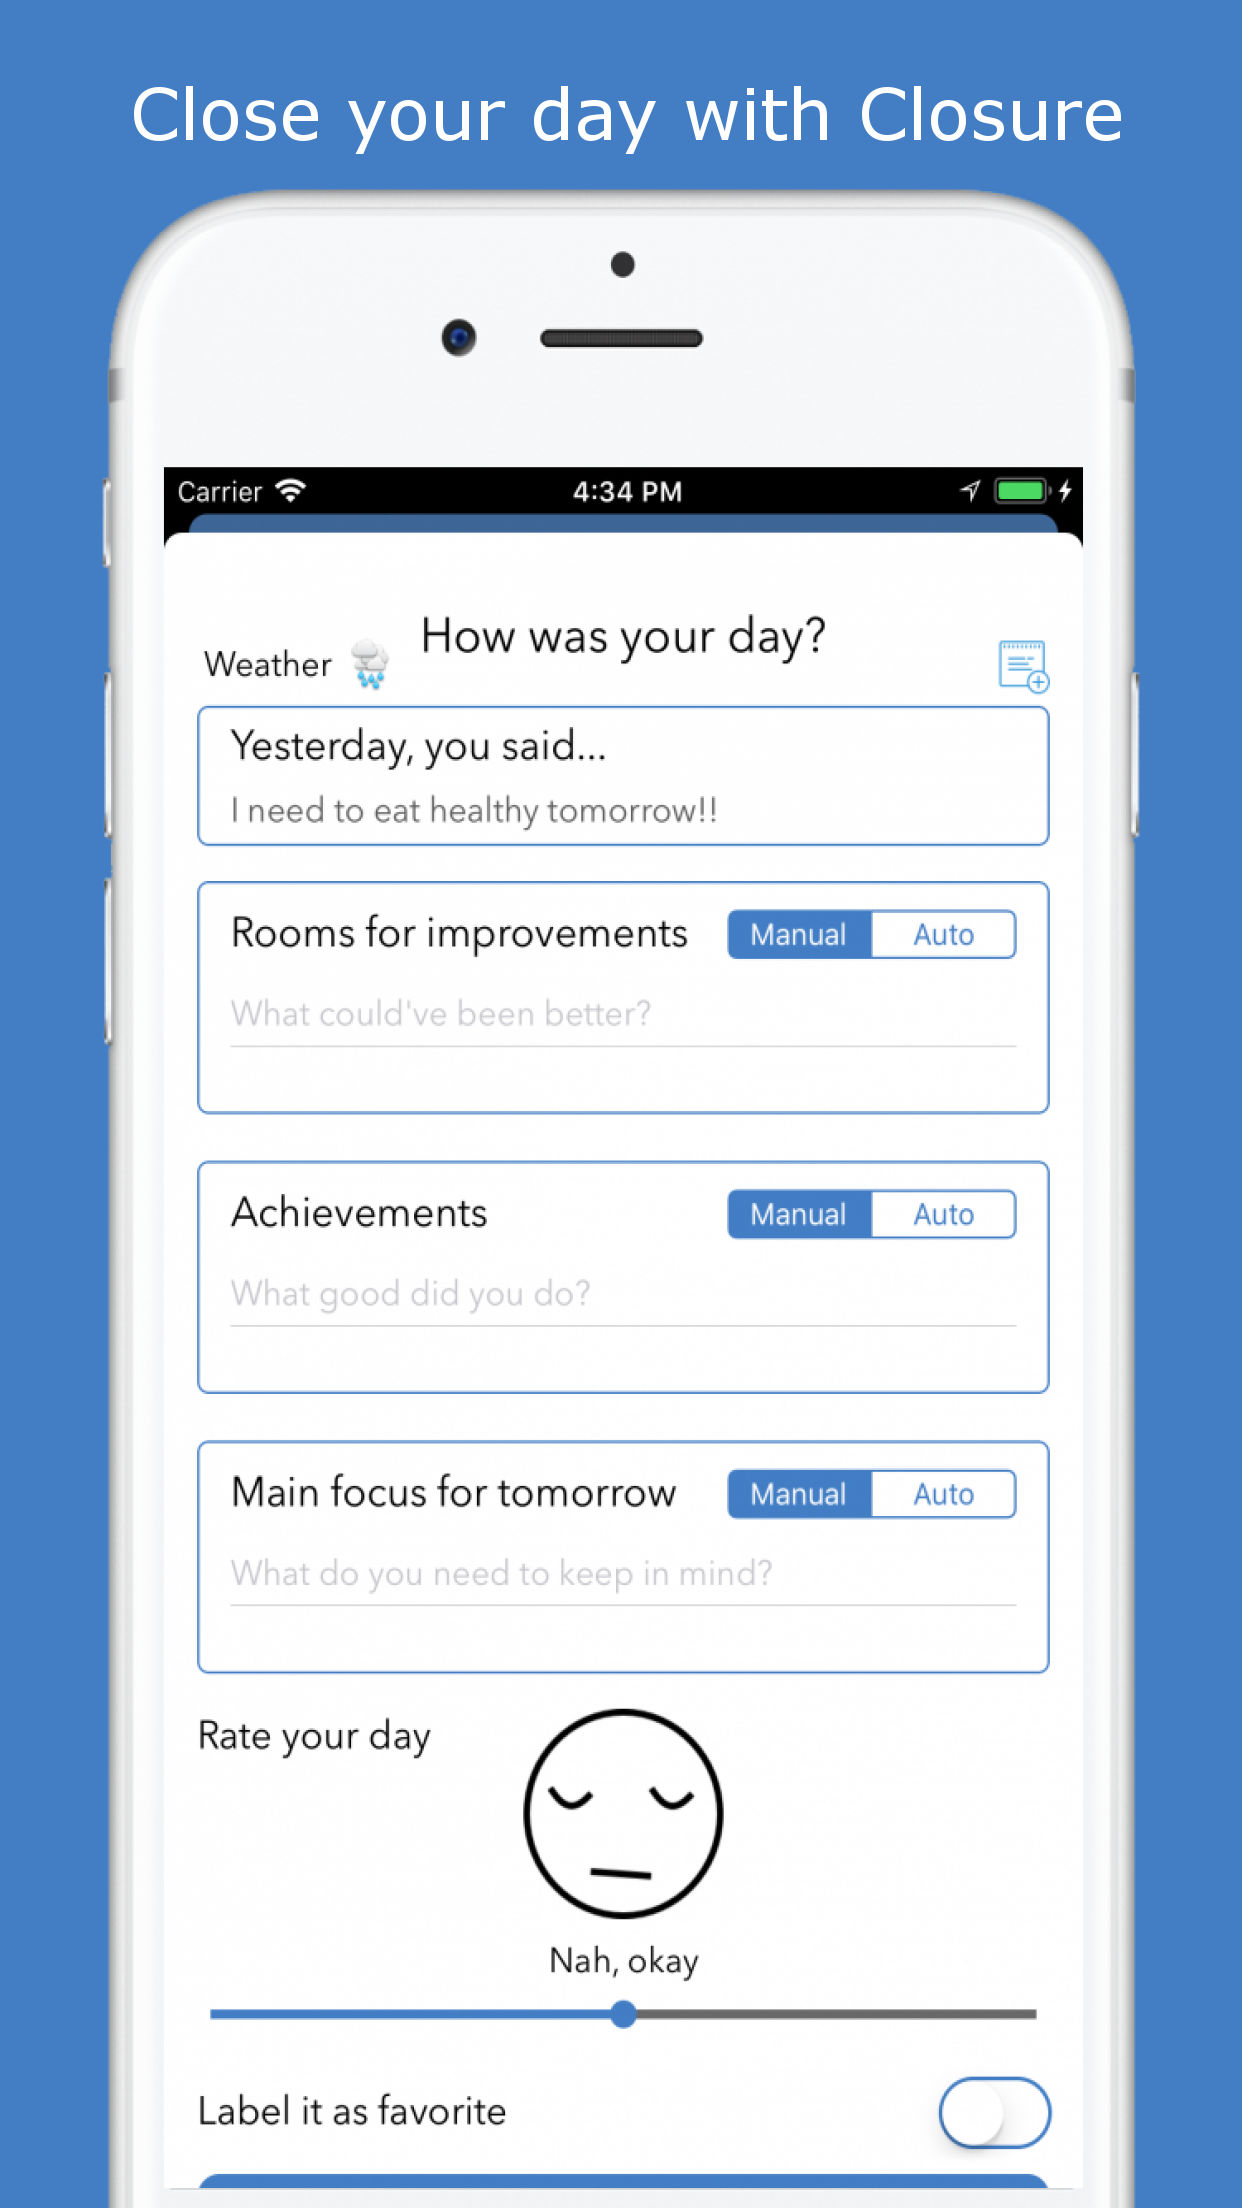 Close your day with Closure
Carrier 4:34 PM
How was your day?
Weather
Yesterday, you said...
I need to eat healthy tomorrow!!
Rooms for improvements Manual Auto
What could've been better?
Achievements Manual Auto
What good did you do?
Main focus for tomorrow Manual Auto
What do you need to keep in mind?
Rate your day
Nah, okay
Label it as favorite